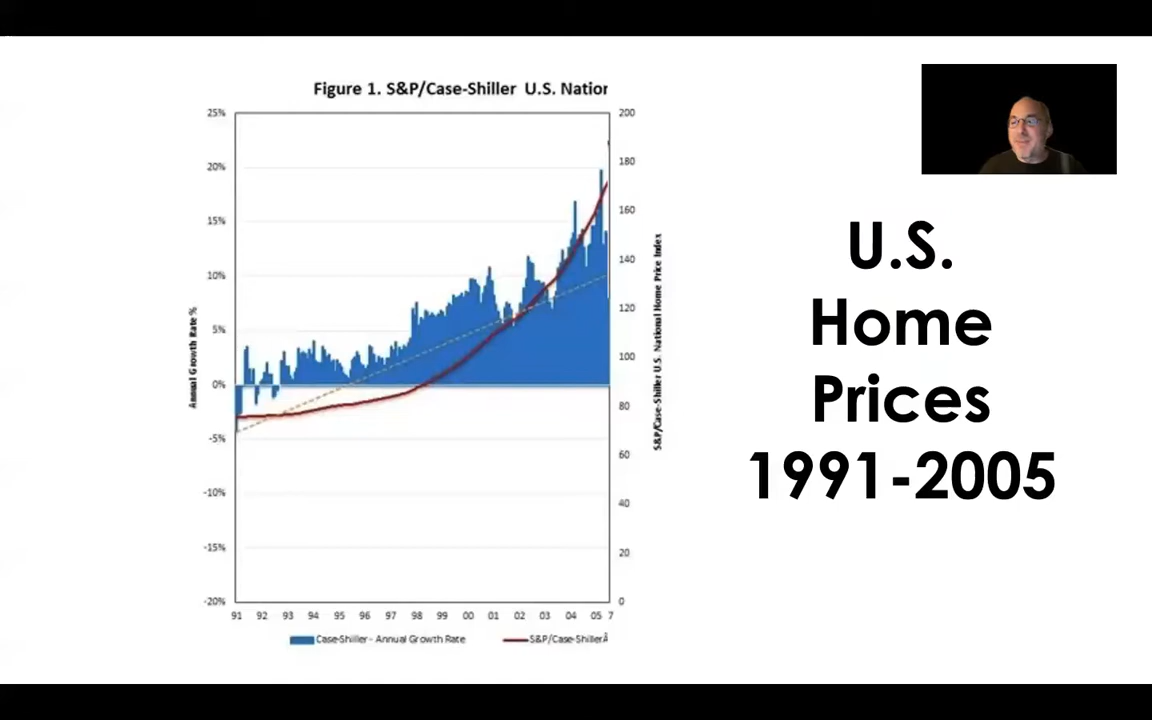 Figure 1. S&P/Case-Shiller U.S. Nation
25%
20%
15%
10%
5%
0%
-5%
-10%
-15%
-20%
Annual Growth Rate %
200
180
160
140
120
100
80
60
40
20
0
S&P/Case-Shiller U.S. National Home Price Index
91 92 93 94 95 96 97 98 99 00 01 02 03 04 05 7
Case-Shiller - Annual Growth Rate
S&P/Case-Shiller
U.S.
Home
Prices
1991-2005